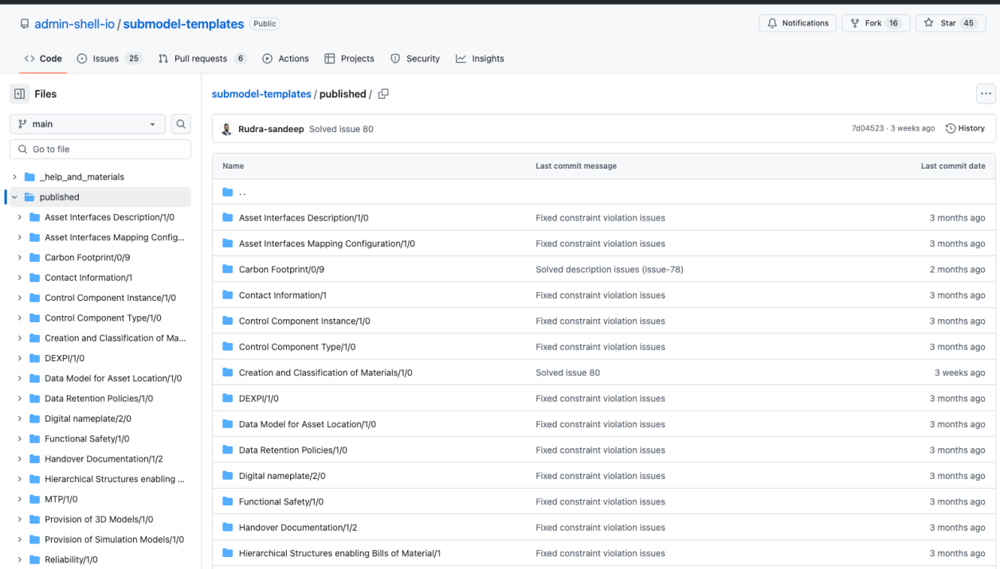 admin-shell-io / submodel-templates Public
Notifications Fork 16 Star 45
Code Issues 25 Pull requests 6 Actions Projects Security Insights
Files
main
Go to file
_help_and_materials
published
Asset Interfaces Description/1/0
Asset Interfaces Mapping Config...
Carbon Footprint/0/9
Contact Information/1
Control Component Instance/1/0
Control Component Type/1/0
Creation and Classification of Ma...
DEXPI/1/0
Data Model for Asset Location/1/0
Data Retention Policies/1/0
Digital nameplate/2/0
Functional Safety/1/0
Handover Documentation/1/2
Hierarchical Structures enabling ...
MTP/1/0
Provision of 3D Models/1/0
Provision of Simulation Models/1/0
Reliability/1/0
submodel-templates / published /
Rudra-sandeep Solved issue 80 7d04523 · 3 weeks ago History
Name Last commit message Last commit date
..
Asset Interfaces Description/1/0 Fixed constraint violation issues 3 months ago
Asset Interfaces Mapping Configuration/1/0 Fixed constraint violation issues 3 months ago
Carbon Footprint/0/9 Solved description issues (issue-78) 2 months ago
Contact Information/1 Fixed constraint violation issues 3 months ago
Control Component Instance/1/0 Fixed constraint violation issues 3 months ago
Control Component Type/1/0 Fixed constraint violation issues 3 months ago
Creation and Classification of Materials/1/0 Solved issue 80 3 weeks ago
DEXPI/1/0 Fixed constraint violation issues 3 months ago
Data Model for Asset Location/1/0 Fixed constraint violation issues 3 months ago
Data Retention Policies/1/0 Fixed constraint violation issues 3 months ago
Digital nameplate/2/0 Fixed constraint violation issues 3 months ago
Functional Safety/1/0 Fixed constraint violation issues 3 months ago
Handover Documentation/1/2 Fixed constraint violation issues 3 months ago
Hierarchical Structures enabling Bills of Material/1 Fixed constraint violation issues 3 months ago